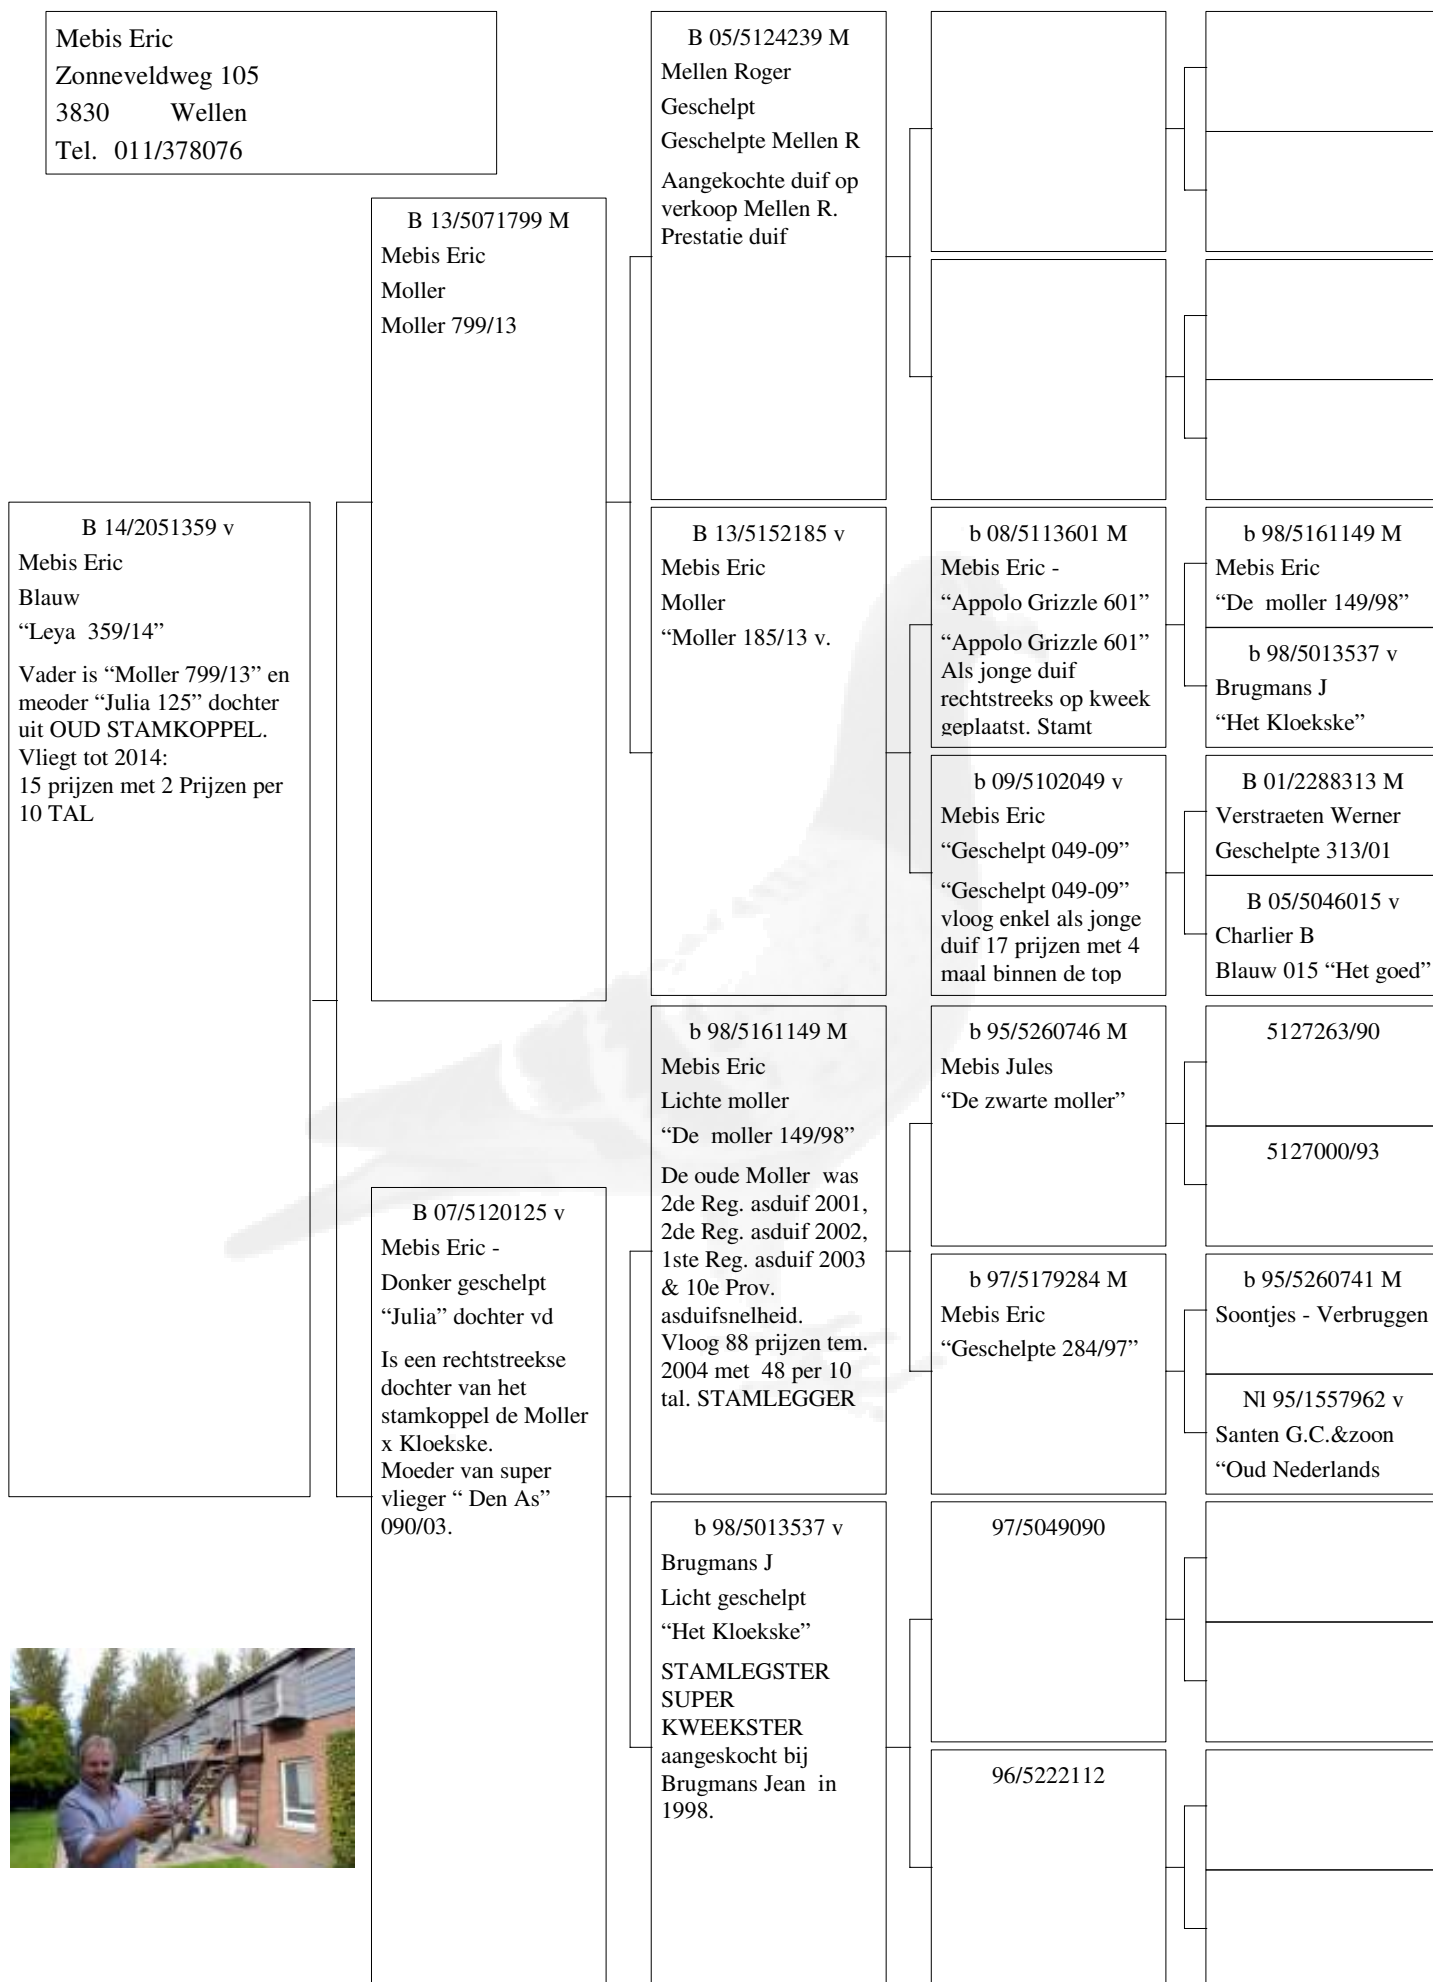 Mebis Eric
Zonneveldweg 105
3830 Wellen
Tel. 011/378076
B 14/2051359 v
Mebis Eric
Blauw
“Leya 359/14”
Vader is “Moller 799/13” en
meoder “Julia 125” dochter
uit OUD STAMKOPPEL.
Vliegt tot 2014:
15 prijzen met 2 Prijzen per
10 TAL
B 13/5071799 M
Mebis Eric
Moller
Moller 799/13
B 07/5120125 v
Mebis Eric -
Donker geschelpt
“Julia” dochter vd
Is een rechtstreekse
dochter van het
stamkoppel de Moller
x Kloekske.
Moeder van super
vlieger “ Den As”
090/03.
B 05/5124239 M
Mellen Roger
Geschelpt
Geschelpte Mellen R
Aangekochte duif op
verkoop Mellen R.
Prestatie duif
B 13/5152185 v
Mebis Eric
Moller
“Moller 185/13 v.
b 98/5161149 M
Mebis Eric
Lichte moller
“De moller 149/98”
De oude Moller was
2de Reg. asduif 2001,
2de Reg. asduif 2002,
1ste Reg. asduif 2003
& 10e Prov.
asduifsnelheid.
Vloog 88 prijzen tem.
2004 met 48 per 10
tal. STAMLEGGER
b 98/5013537 v
Brugmans J
Licht geschelpt
“Het Kloekske”
STAMLEGSTER
SUPER
KWEEKSTER
aangeskocht bij
Brugmans Jean in
1998.
b 08/5113601 M
Mebis Eric -
“Appolo Grizzle 601”
“Appolo Grizzle 601”
Als jonge duif
rechtstreeks op kweek
geplaatst. Stamt
b 09/5102049 v
Mebis Eric
“Geschelpt 049-09”
“Geschelpt 049-09”
vloog enkel als jonge
duif 17 prijzen met 4
maal binnen de top
b 95/5260746 M
Mebis Jules
“De zwarte moller”
b 97/5179284 M
Mebis Eric
“Geschelpte 284/97”
97/5049090
96/5222112
b 98/5161149 M
Mebis Eric
“De moller 149/98”
b 98/5013537 v
Brugmans J
“Het Kloekske”
B 01/2288313 M
Verstraeten Werner
Geschelpte 313/01
B 05/5046015 v
Charlier B
Blauw 015 “Het goed”
5127263/90
5127000/93
b 95/5260741 M
Soontjes - Verbruggen
Nl 95/1557962 v
Santen G.C.&zoon
“Oud Nederlands